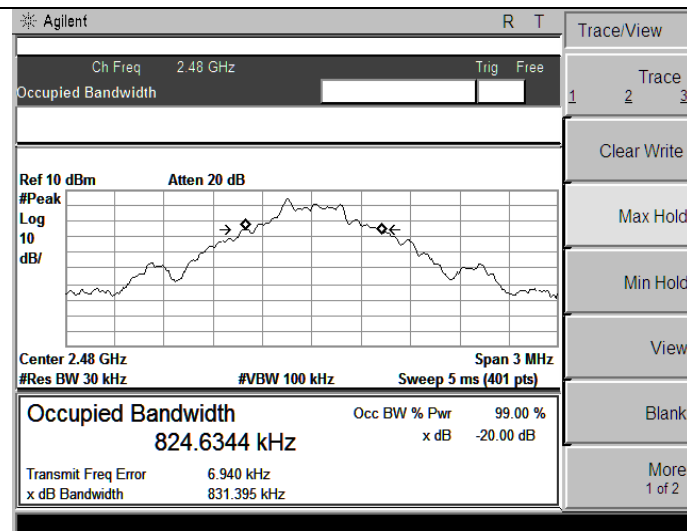 Agilent R T
Ch Freq 2.48 GHz Trig Free
Occupied Bandwidth
Ref 10 dBm Atten 20 dB
#Peak
Log
10
dB/
Center 2.48 GHz Span 3 MHz
#Res BW 30 kHz #VBW 100 kHz Sweep 5 ms (401 pts)
Occupied Bandwidth Occ BW % Pwr 99.00 %
824.6344 kHz x dB -20.00 dB
Transmit Freq Error 6.940 kHz
x dB Bandwidth 831.395 kHz
Trace/View
Trace
1 2 3
Clear Write
Max Hold
Min Hold
View
Blank
More
1 of 2